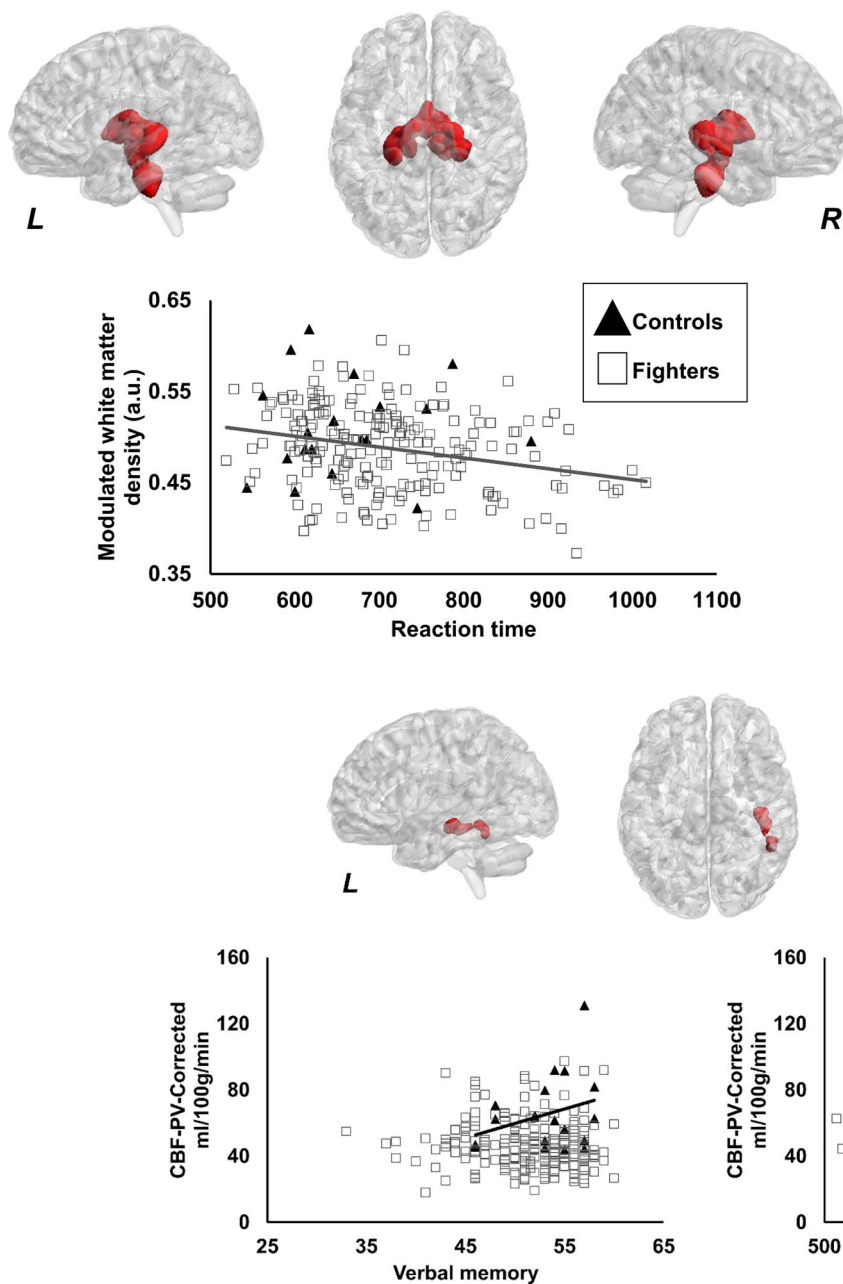 L
R
0.65
0.55
0.45
0.35
Modulated white matter
density (a.u.)
Controls
Fighters
500 600 700 800 900 1000 1100
Reaction time
L
160
120
80
40
0
CBF-PV-Corrected
ml/100g/min
25 35 45 55 65
Verbal memory
160
120
80
40
0
CBF-PV-Corrected
ml/100g/min
500